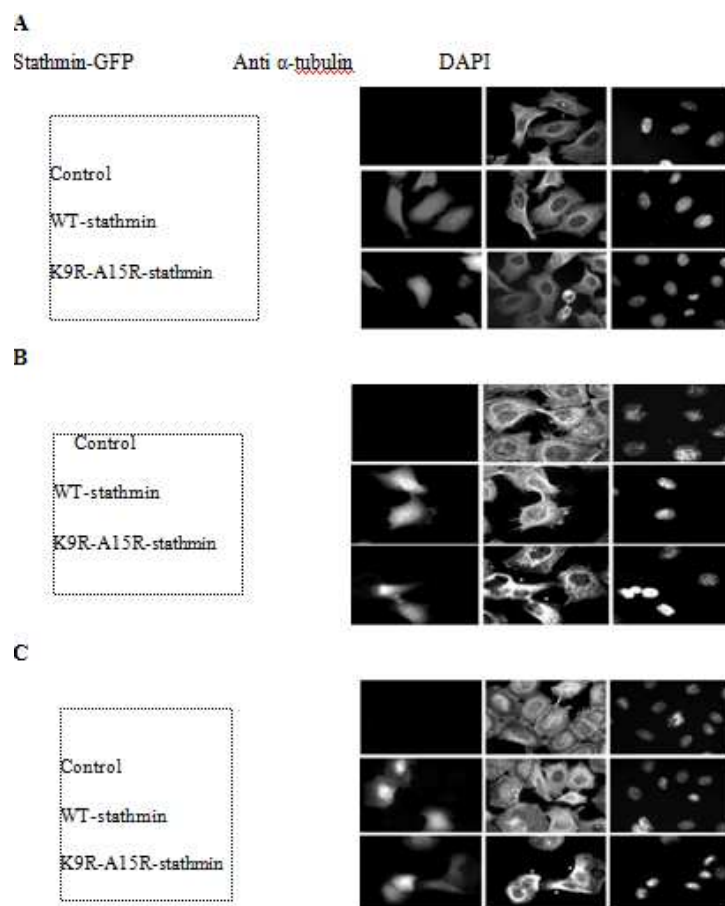 A
Stathmin-GFP Anti α-tubulin DAPI
Control
WT-stathmin
K9R-A15R-stathmin
B
Control
WT-stathmin
K9R-A15R-stathmin
C
Control
WT-stathmin
K9R-A15R-stathmin